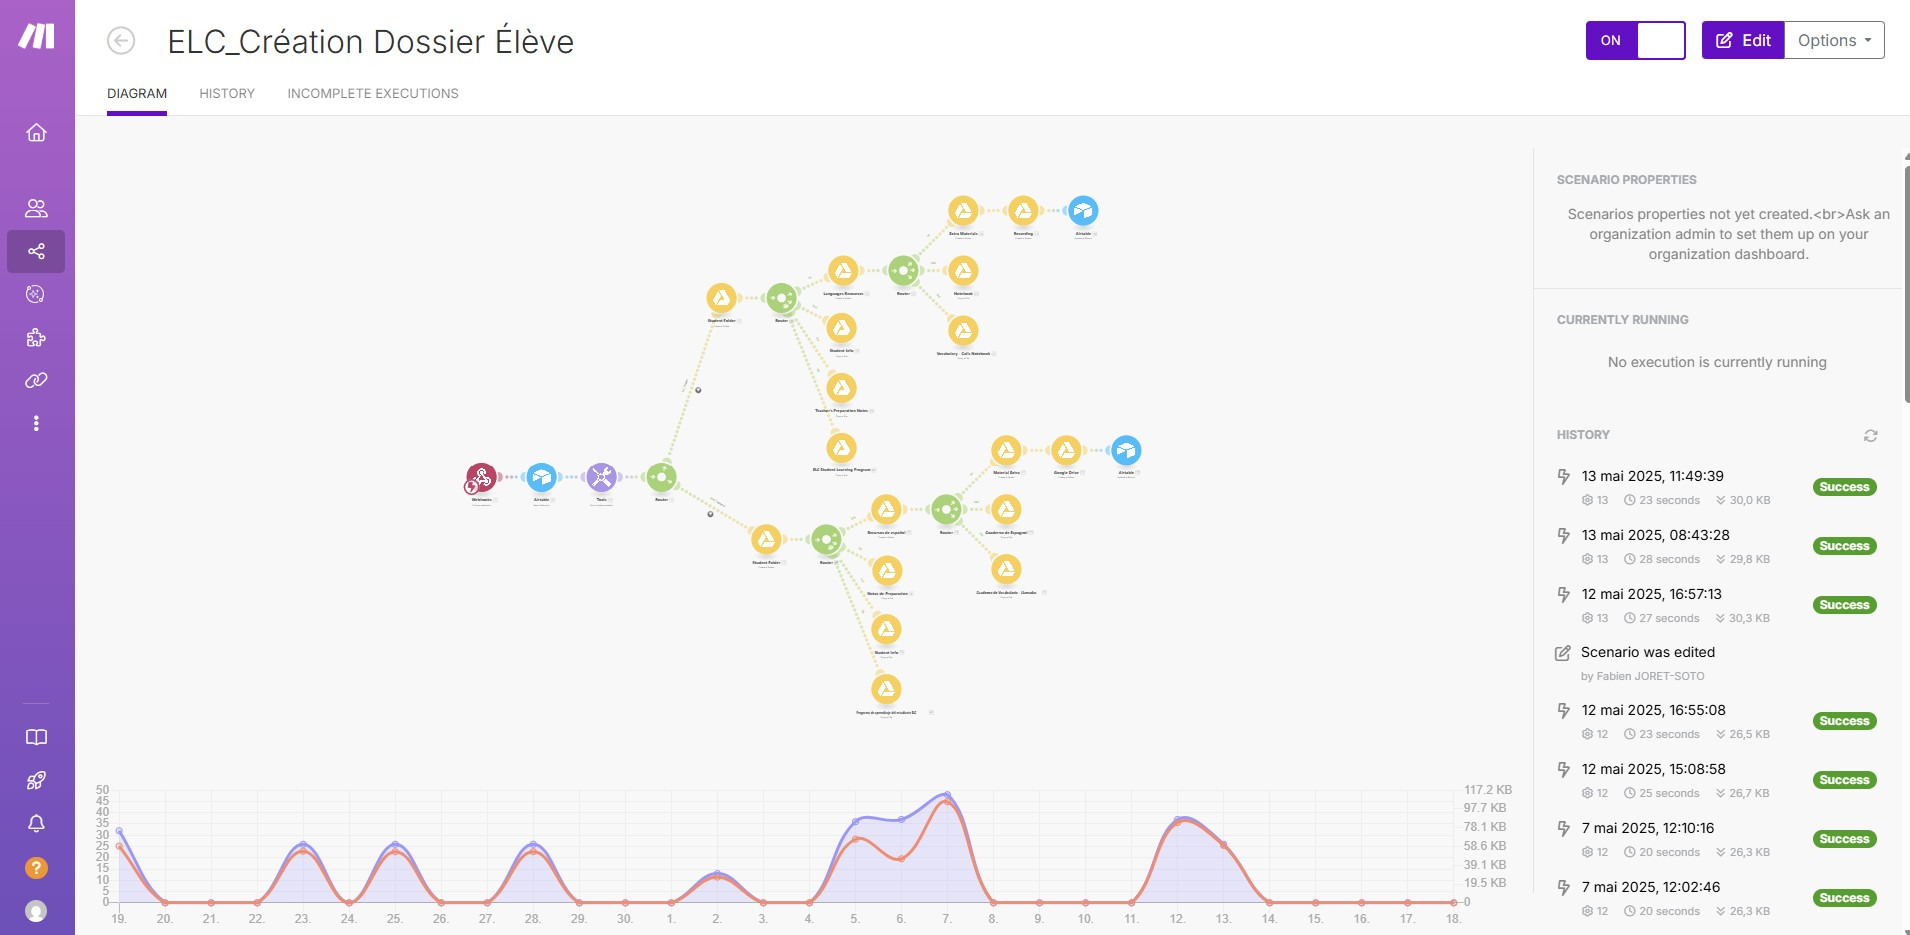 ELC_Création Dossier Élève
ON
Edit
Options
DIAGRAM
HISTORY
INCOMPLETE EXECUTIONS
Extra Materials
Recording
Airtable
Languages Resources
Router
Notebook
Student Folder
Router
Student Info
Vocabulary - Calls Notebook
Teacher's Preparation Notes
ELC Student Learning Program
Webhooks
Airtable
Tools
Router
Material Extra
Google Drive
Airtable
Recursos de español
Router
Cuaderno de Espagnol
Student Folder
Router
Notas de Preparacion
Cuaderno de Vocabulario - Llamadas
Student Info
Programa de aprendizaje del estudiante ELC
SCENARIO PROPERTIES
Scenarios properties not yet created.<br>Ask an
organization admin to set them up on your
organization dashboard.
CURRENTLY RUNNING
No execution is currently running
HISTORY
13 mai 2025, 11:49:39
13 23 seconds 30,0 KB
Success
13 mai 2025, 08:43:28
13 28 seconds 29,8 KB
Success
12 mai 2025, 16:57:13
13 27 seconds 30,3 KB
Success
Scenario was edited
by Fabien JORET-SOTO
12 mai 2025, 16:55:08
12 23 seconds 26,5 KB
Success
12 mai 2025, 15:08:58
12 25 seconds 26,7 KB
Success
7 mai 2025, 12:10:16
12 20 seconds 26,3 KB
Success
7 mai 2025, 12:02:46
12 20 seconds 26,3 KB
Success
50
45
40
35
30
25
20
15
10
5
0
117.2 KB
97.7 KB
78.1 KB
58.6 KB
39.1 KB
19.5 KB
0
19. 20. 21. 22. 23. 24. 25. 26. 27. 28. 29. 30. 1. 2. 3. 4. 5. 6. 7. 8. 9. 10. 11. 12. 13. 14. 15. 16. 17. 18.
?